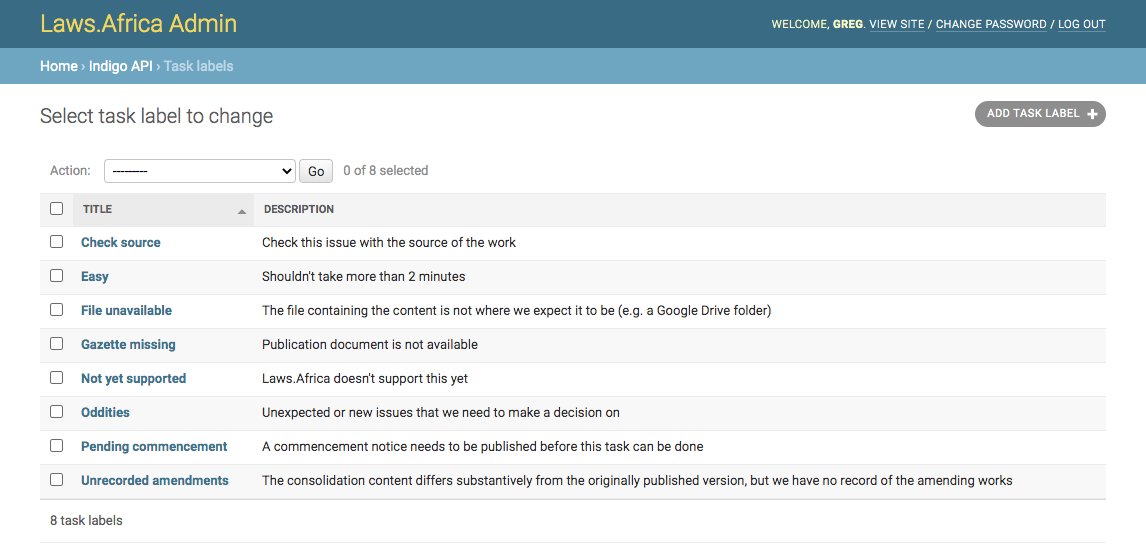 Laws.Africa Admin
WELCOME, GREG. VIEW SITE / CHANGE PASSWORD / LOG OUT
Home › Indigo API › Task labels
Select task label to change
ADD TASK LABEL +
Action: --------- Go 0 of 8 selected
TITLE DESCRIPTION
Check source Check this issue with the source of the work
Easy Shouldn't take more than 2 minutes
File unavailable The file containing the content is not where we expect it to be (e.g. a Google Drive folder)
Gazette missing Publication document is not available
Not yet supported Laws.Africa doesn't support this yet
Oddities Unexpected or new issues that we need to make a decision on
Pending commencement A commencement notice needs to be published before this task can be done
Unrecorded amendments The consolidation content differs substantively from the originally published version, but we have no record of the amending works
8 task labels